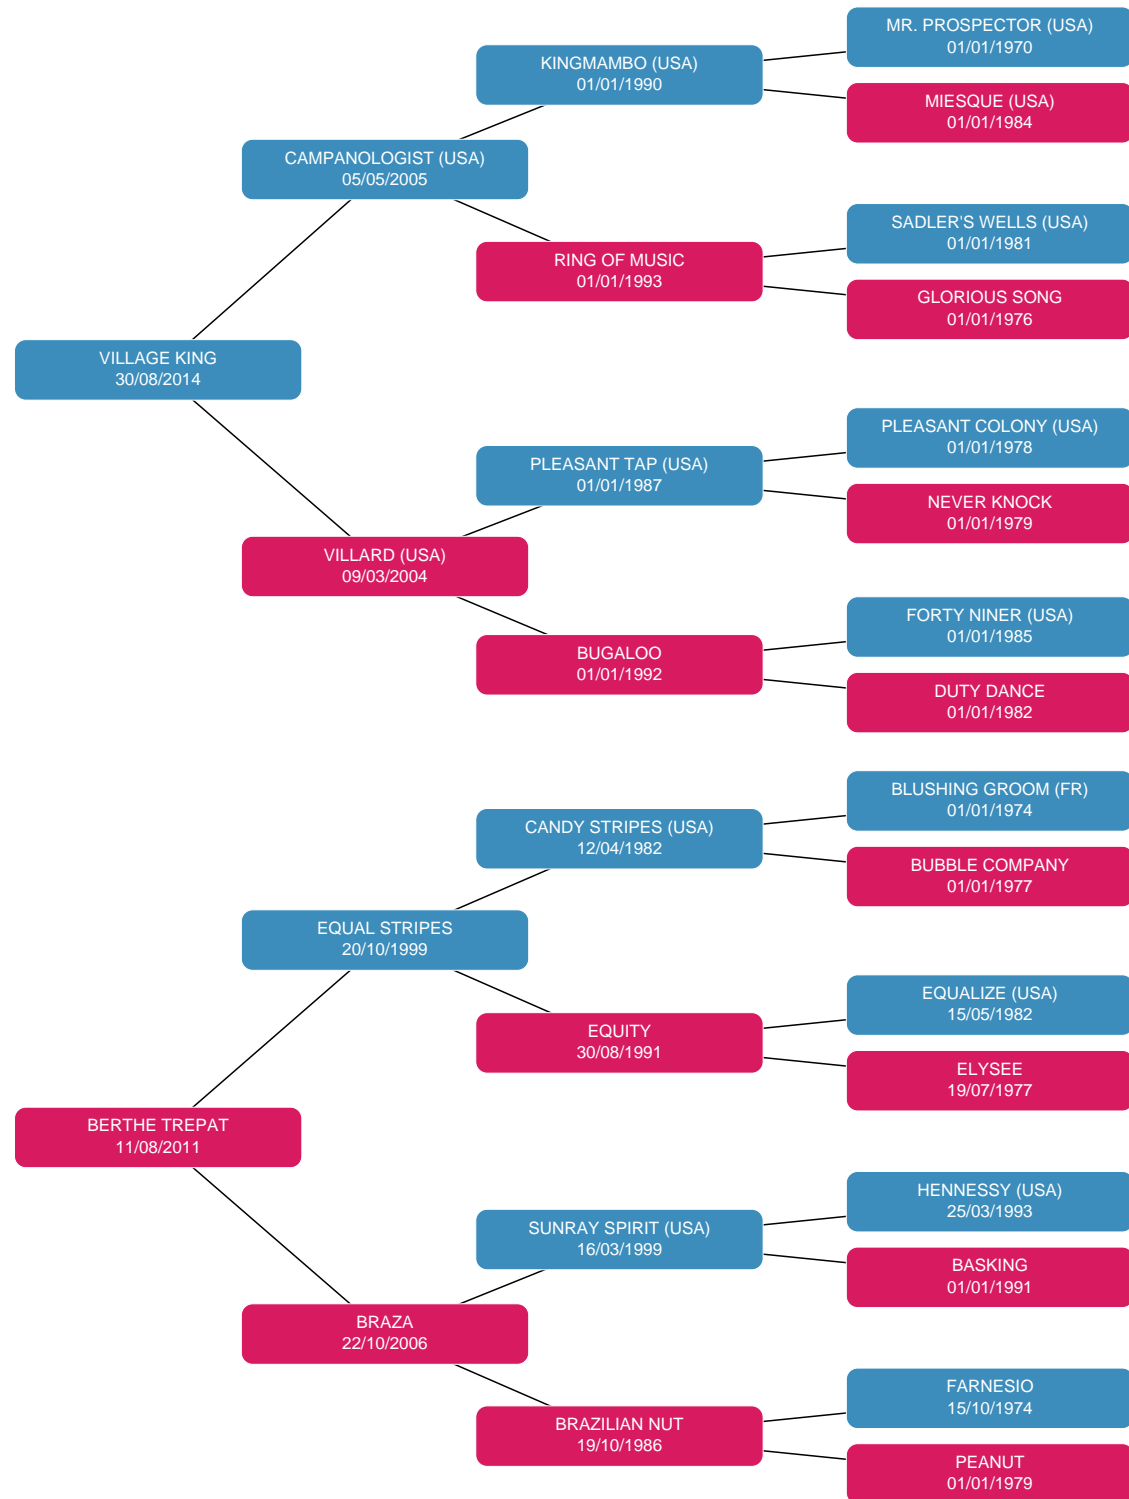 MR. PROSPECTOR (USA)
01/01/1970
KINGMAMBO (USA)
01/01/1990
MIESQUE (USA)
01/01/1984
CAMPANOLOGIST (USA)
05/05/2005
SADLER'S WELLS (USA)
01/01/1981
RING OF MUSIC
01/01/1993
GLORIOUS SONG
01/01/1976
VILLAGE KING
30/08/2014
PLEASANT COLONY (USA)
01/01/1978
PLEASANT TAP (USA)
01/01/1987
NEVER KNOCK
01/01/1979
VILLARD (USA)
09/03/2004
FORTY NINER (USA)
01/01/1985
BUGALOO
01/01/1992
DUTY DANCE
01/01/1982
BLUSHING GROOM (FR)
01/01/1974
CANDY STRIPES (USA)
12/04/1982
BUBBLE COMPANY
01/01/1977
EQUAL STRIPES
20/10/1999
EQUALIZE (USA)
15/05/1982
EQUITY
30/08/1991
ELYSEE
19/07/1977
BERTHE TREPAT
11/08/2011
HENNESSY (USA)
25/03/1993
SUNRAY SPIRIT (USA)
16/03/1999
BASKING
01/01/1991
BRAZA
22/10/2006
FARNESIO
15/10/1974
BRAZILIAN NUT
19/10/1986
PEANUT
01/01/1979